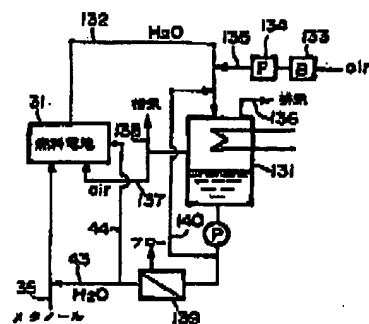 132
H2O
134
133
135
P
B
air
31
138
排気
排気
136
燃料電池
131
air
137
140
P
44
ブロー
43
H2O
35
139
メタノール